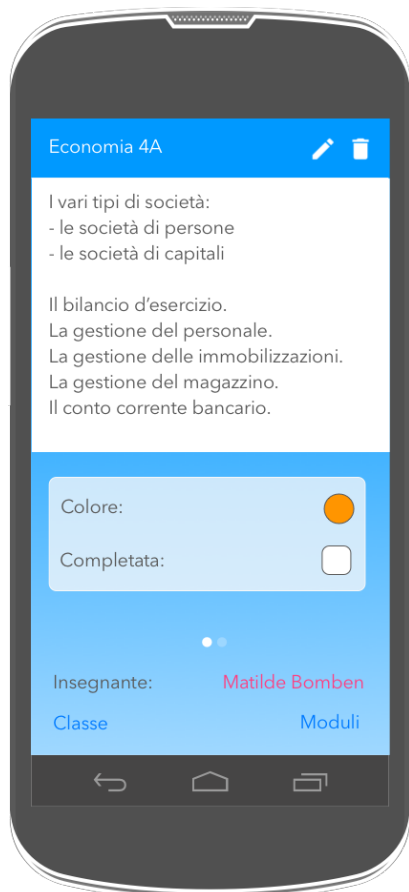 Economia 4A
I vari tipi di società:
- le società di persone
- le società di capitali
Il bilancio d’esercizio.
La gestione del personale.
La gestione delle immobilizzazioni.
La gestione del magazzino.
Il conto corrente bancario.
Colore:
Completata:
Insegnante: Matilde Bomben
Classe Moduli